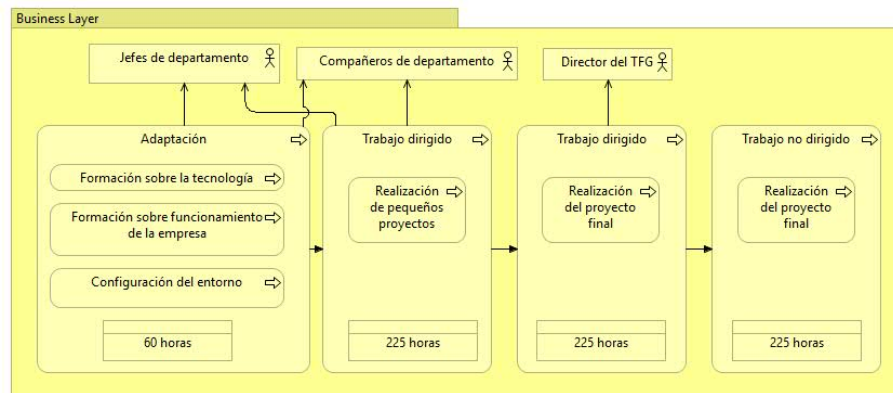 Business Layer
Jefes de departamento
Compañeros de departamento
Director del TFG
Adaptación
Formación sobre la tecnología
Formación sobre funcionamiento
de la empresa
Configuración del entorno
60 horas
Trabajo dirigido
Realización
de pequeños
proyectos
225 horas
Trabajo dirigido
Realización
del proyecto
final
225 horas
Trabajo no dirigido
Realización
del proyecto
final
225 horas